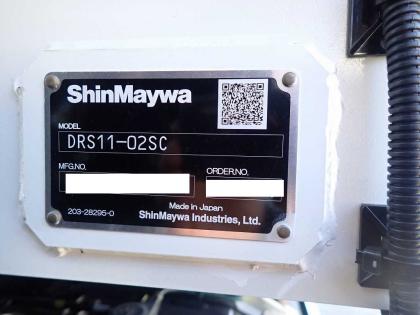 ShinMaywa
MODEL
DRS11-02SC
MFG.NO. ORDER.NO.
Made in Japan
203-28295-0 ShinMaywa Industries, Ltd.